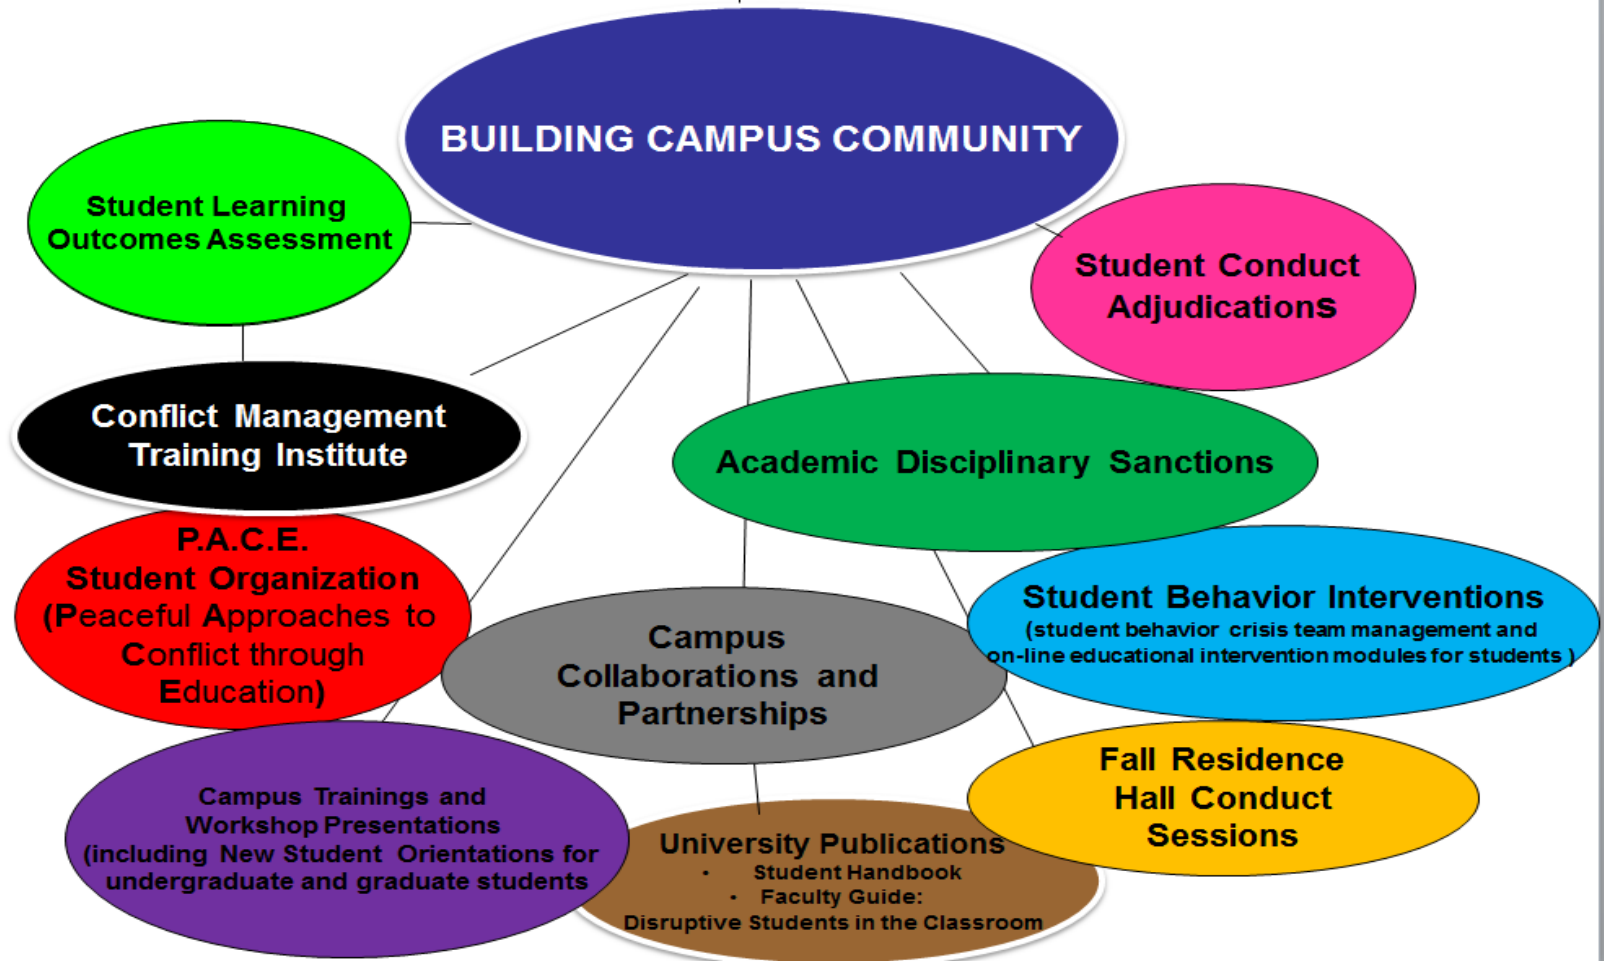 BUILDING CAMPUS COMMUNITY
Student Learning
Outcomes Assessment
Student Conduct
Adjudications
Conflict Management
Training Institute
Academic Disciplinary Sanctions
P.A.C.E.
Student Organization
(Peaceful Approaches to
Conflict through
Education)
Student Behavior Interventions
(student behavior crisis team management and
on-line educational intervention modules for students )
Campus
Collaborations and
Partnerships
Fall Residence
Hall Conduct
Sessions
Campus Trainings and
Workshop Presentations
(including New Student Orientations for
undergraduate and graduate students
University Publications
• Student Handbook
• Faculty Guide:
Disruptive Students in the Classroom